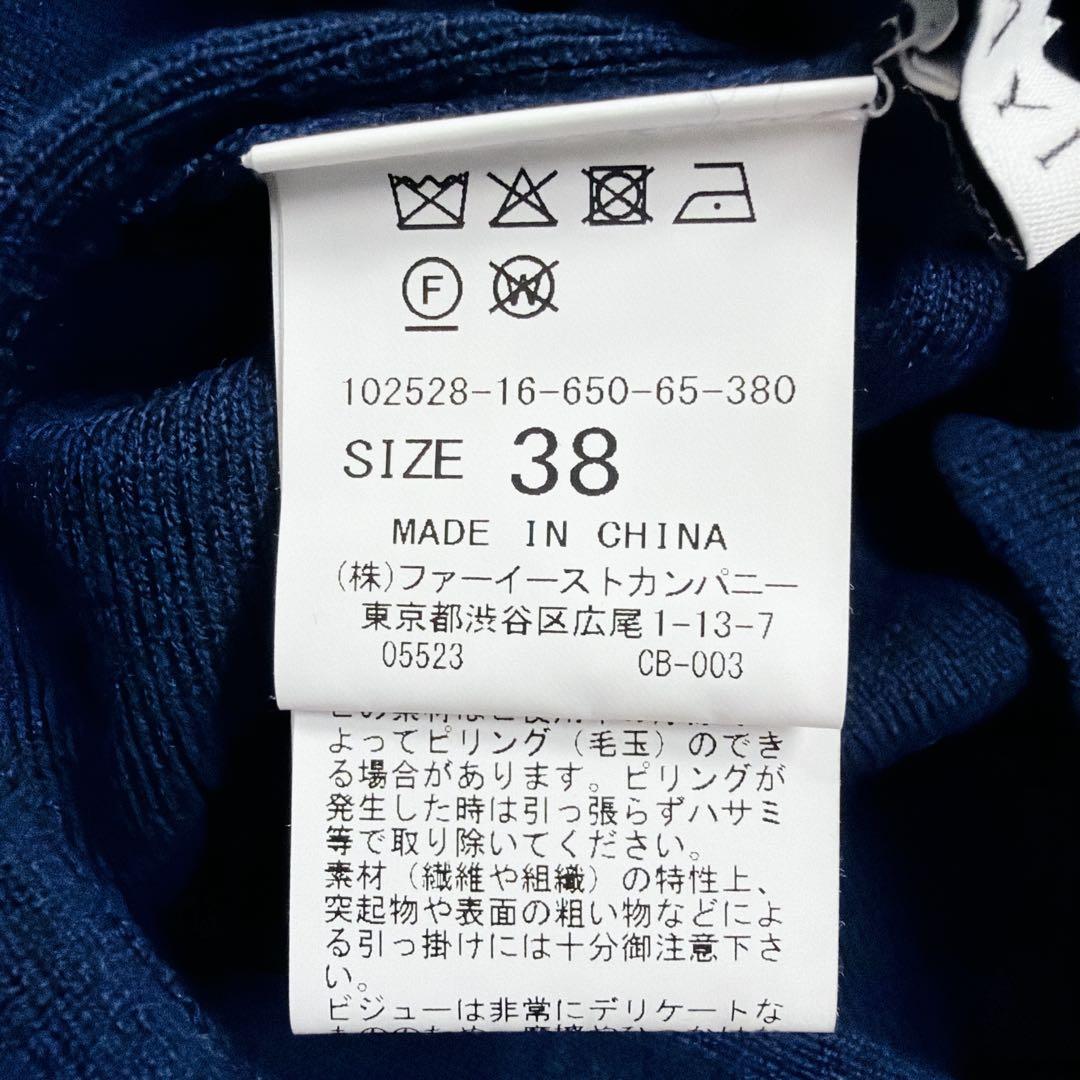 F
W
102528-16-650-65-380
SIZE 38
MADE IN CHINA
(株)ファーイーストカンパニー
東京都渋谷区広尾1-13-7
05523 CB-003
よってピリング(毛玉)のでき
る場合があります。ピリングが
発生した時は引っ張らずハサミ
等で取り除いてください。
素材(繊維や組織)の特性上、
突起物や表面の粗い物などによ
る引っ掛けには十分御注意下さ
い。
ビジューは非常にデリケートな